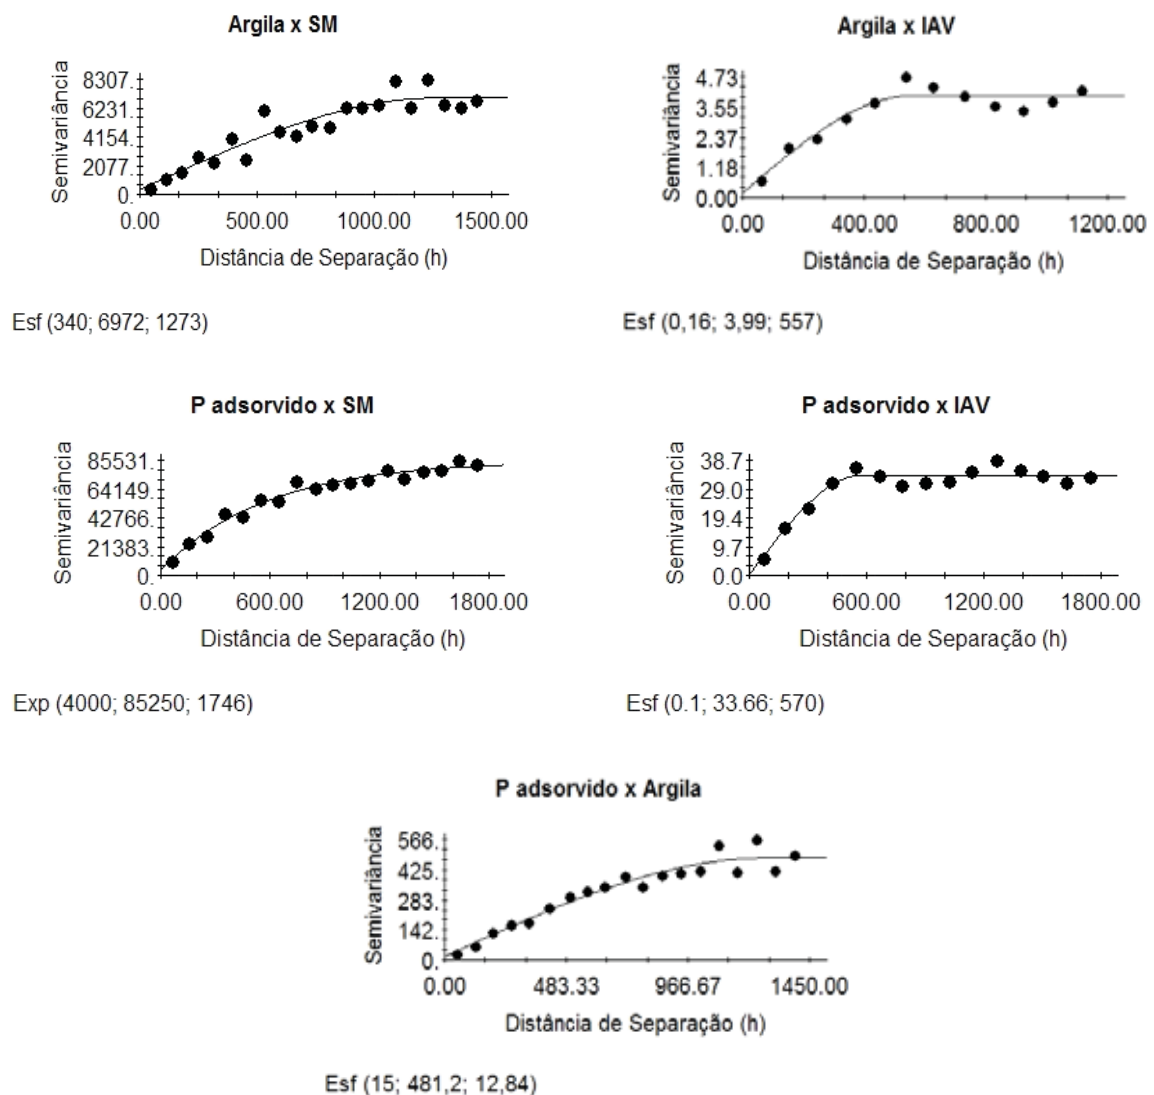 Argila x SM
Semivariância
8307.
6231.
4154.
2077.
0.
0.00 500.00 1000.00 1500.00
Distância de Separação (h)
Esf (340; 6972; 1273)
Argila x IAV
Semivariância
4.73
3.55
2.37
1.18
0.00
0.00 400.00 800.00 1200.00
Distância de Separação (h)
Esf (0,16; 3,99; 557)
P adsorvido x SM
Semivariância
85531.
64149.
42766.
21383.
0.
0.00 600.00 1200.00 1800.00
Distância de Separação (h)
Exp (4000; 85250; 1746)
P adsorvido x IAV
Semivariância
38.7
29.0
19.4
9.7
0.0
0.00 600.00 1200.00 1800.00
Distância de Separação (h)
Esf (0.1; 33.66; 570)
P adsorvido x Argila
Semivariância
566.
425.
283.
142.
0.
0.00 483.33 966.67 1450.00
Distância de Separação (h)
Esf (15; 481,2; 12,84)